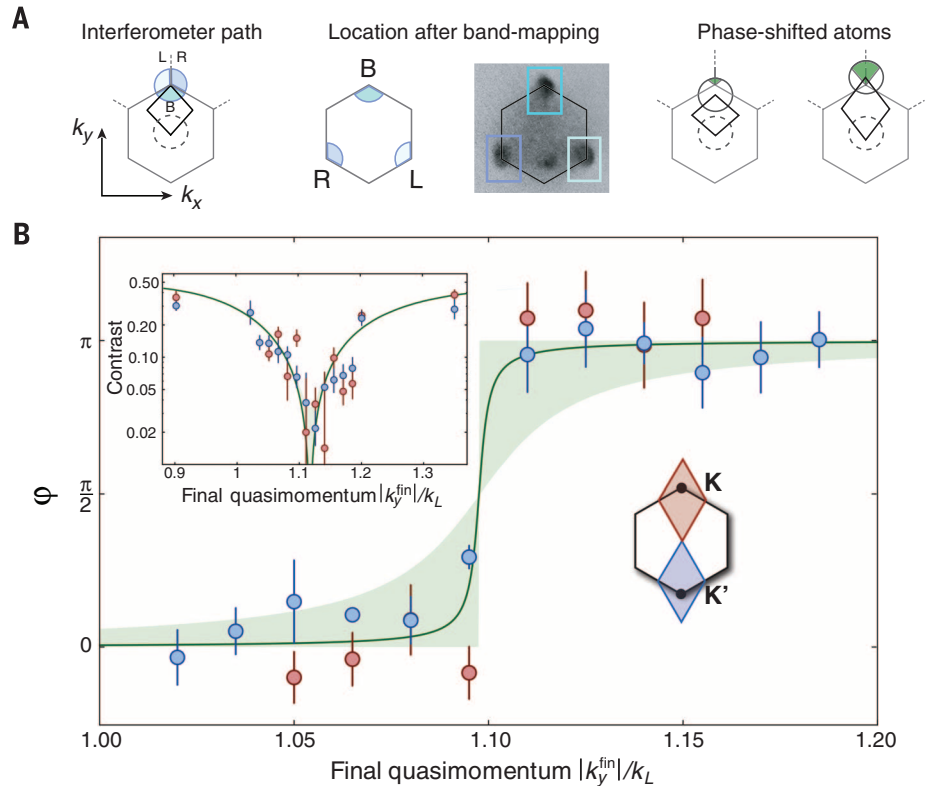 A
Interferometer path
Location after band-mapping
Phase-shifted atoms
L R
B
k_y
k_x
B
R
L
B
φ
π
π/2
0
1.00 1.05 1.10 1.15 1.20
Final quasimomentum |k_y^fin|/k_L
Contrast
0.50
0.20
0.10
0.05
0.02
0.9 1 1.1 1.2 1.3
Final quasimomentum |k_y^fin|/k_L
K
K'